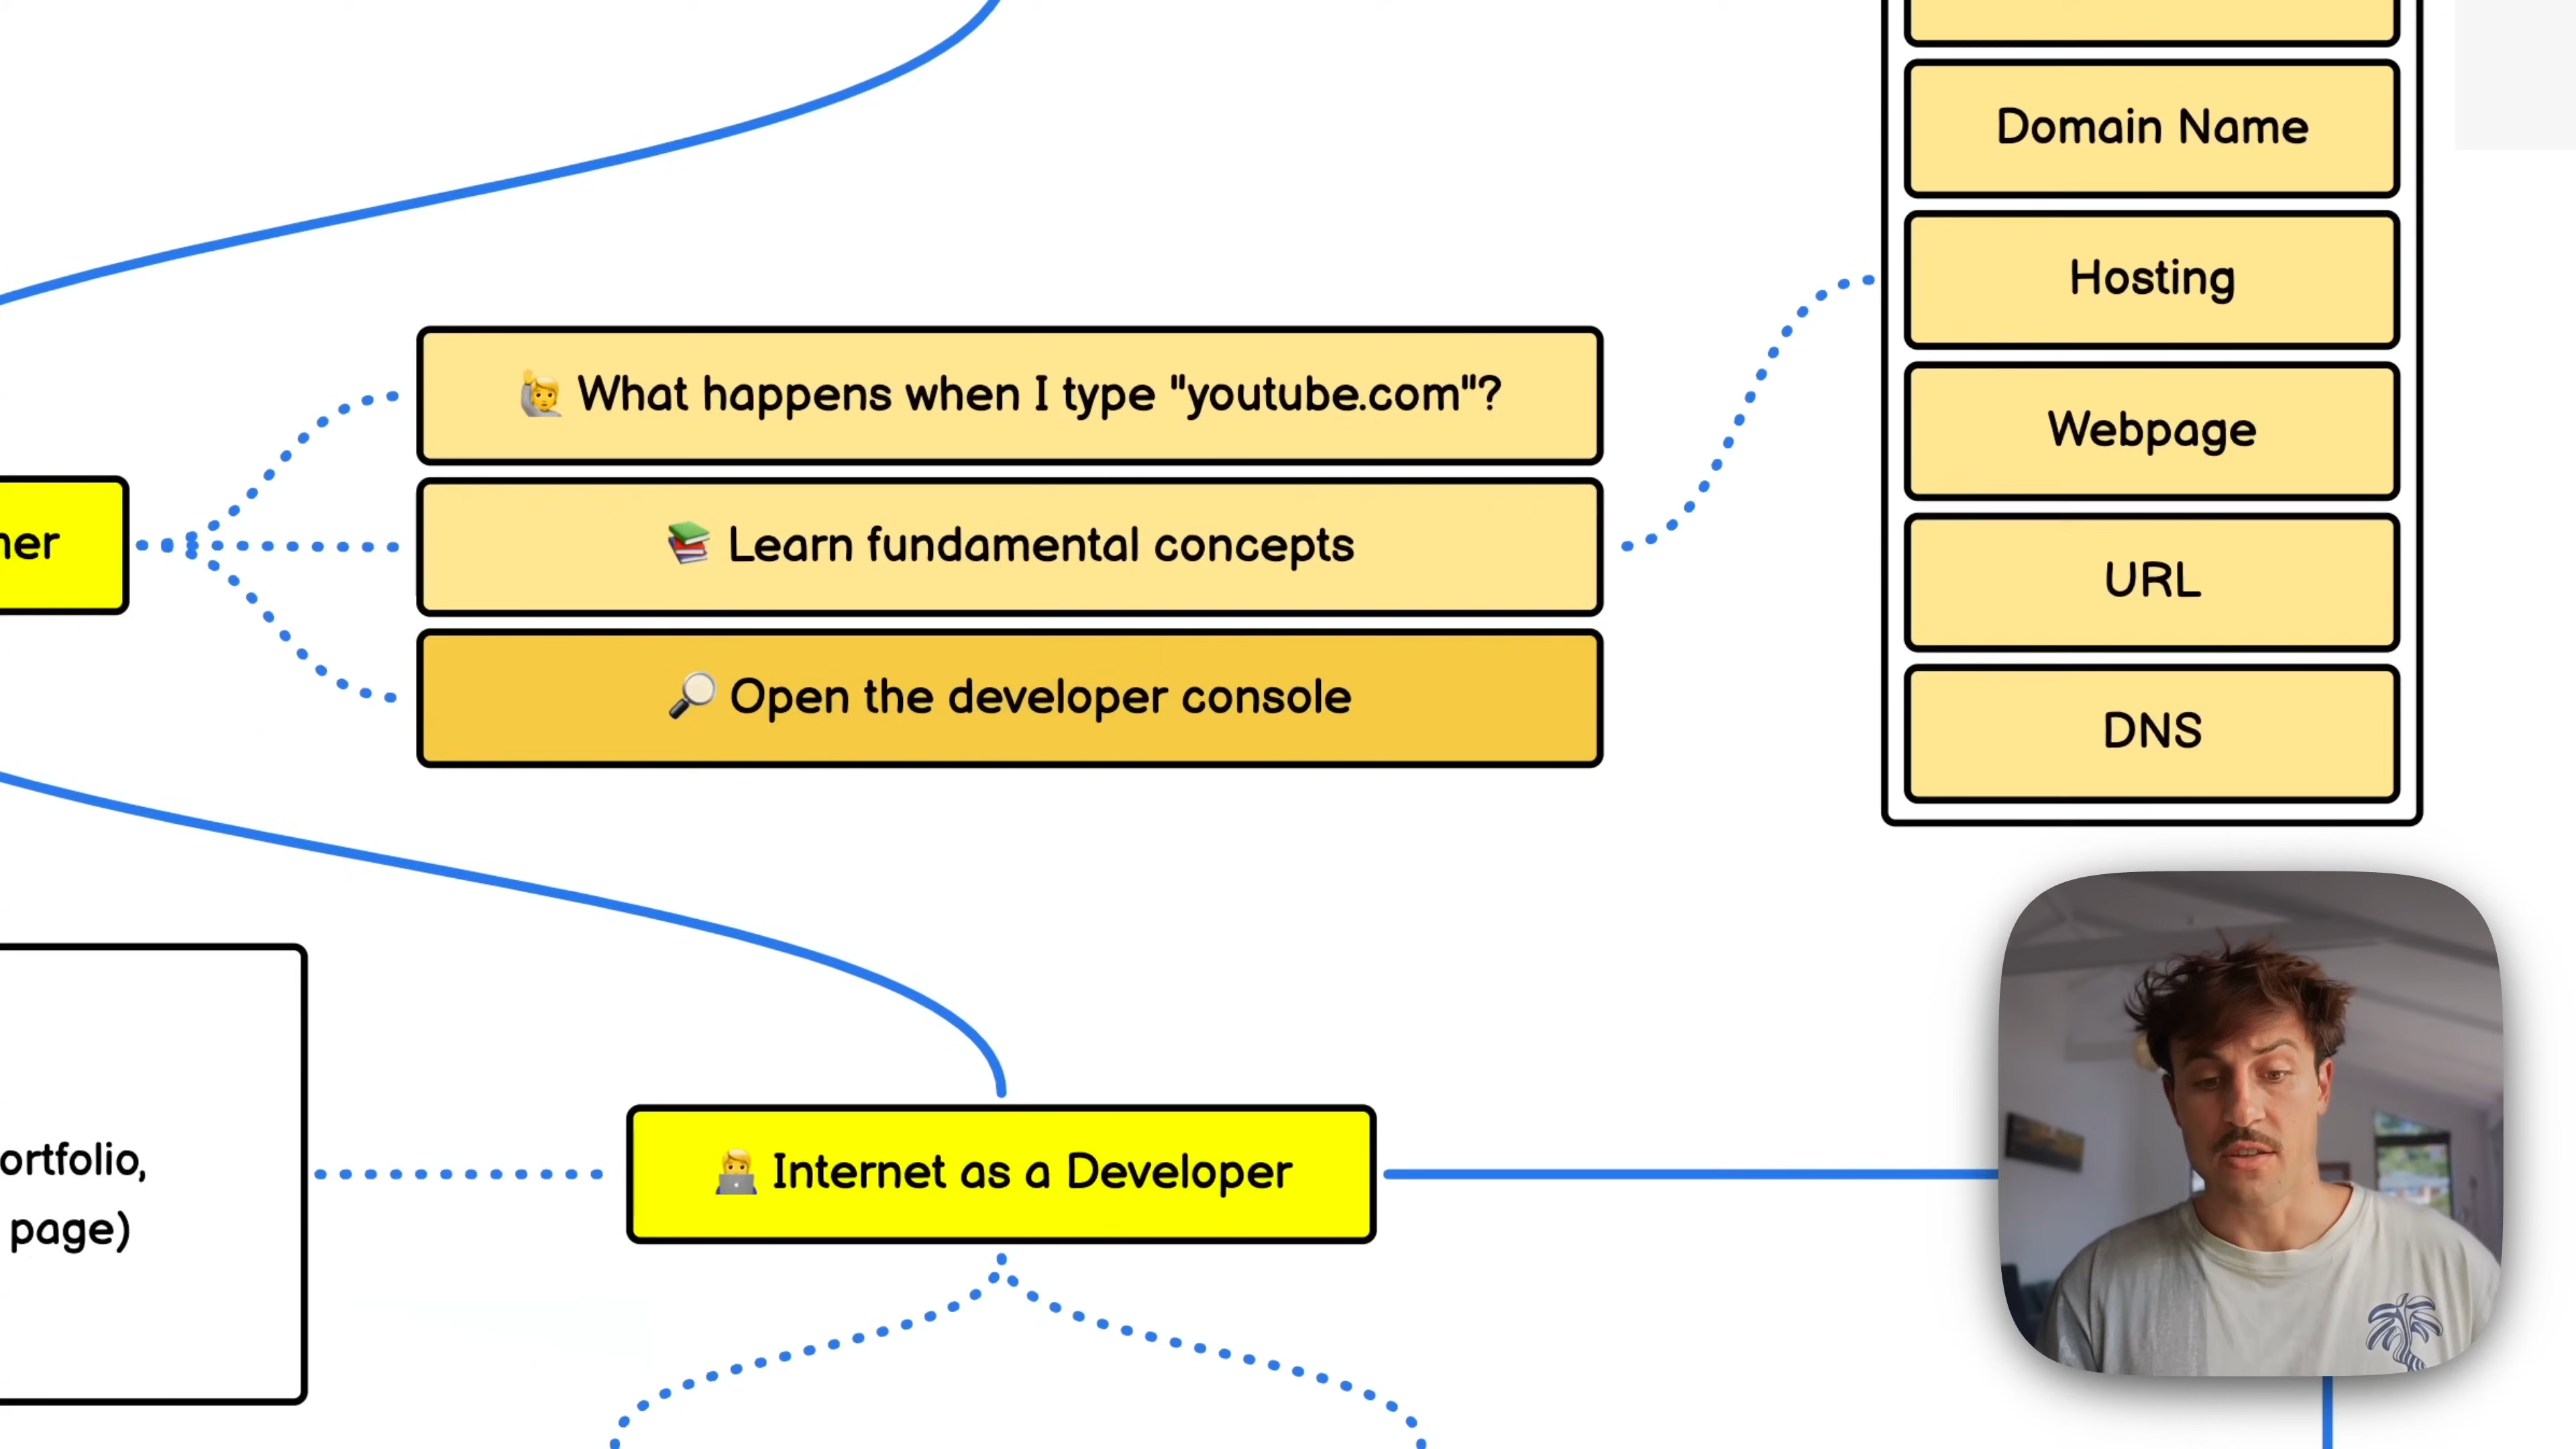 Domain Name
Hosting
What happens when I type "youtube.com"?
Webpage
Learn fundamental concepts
URL
Open the developer console
DNS
ortfolio,
page)
Internet as a Developer